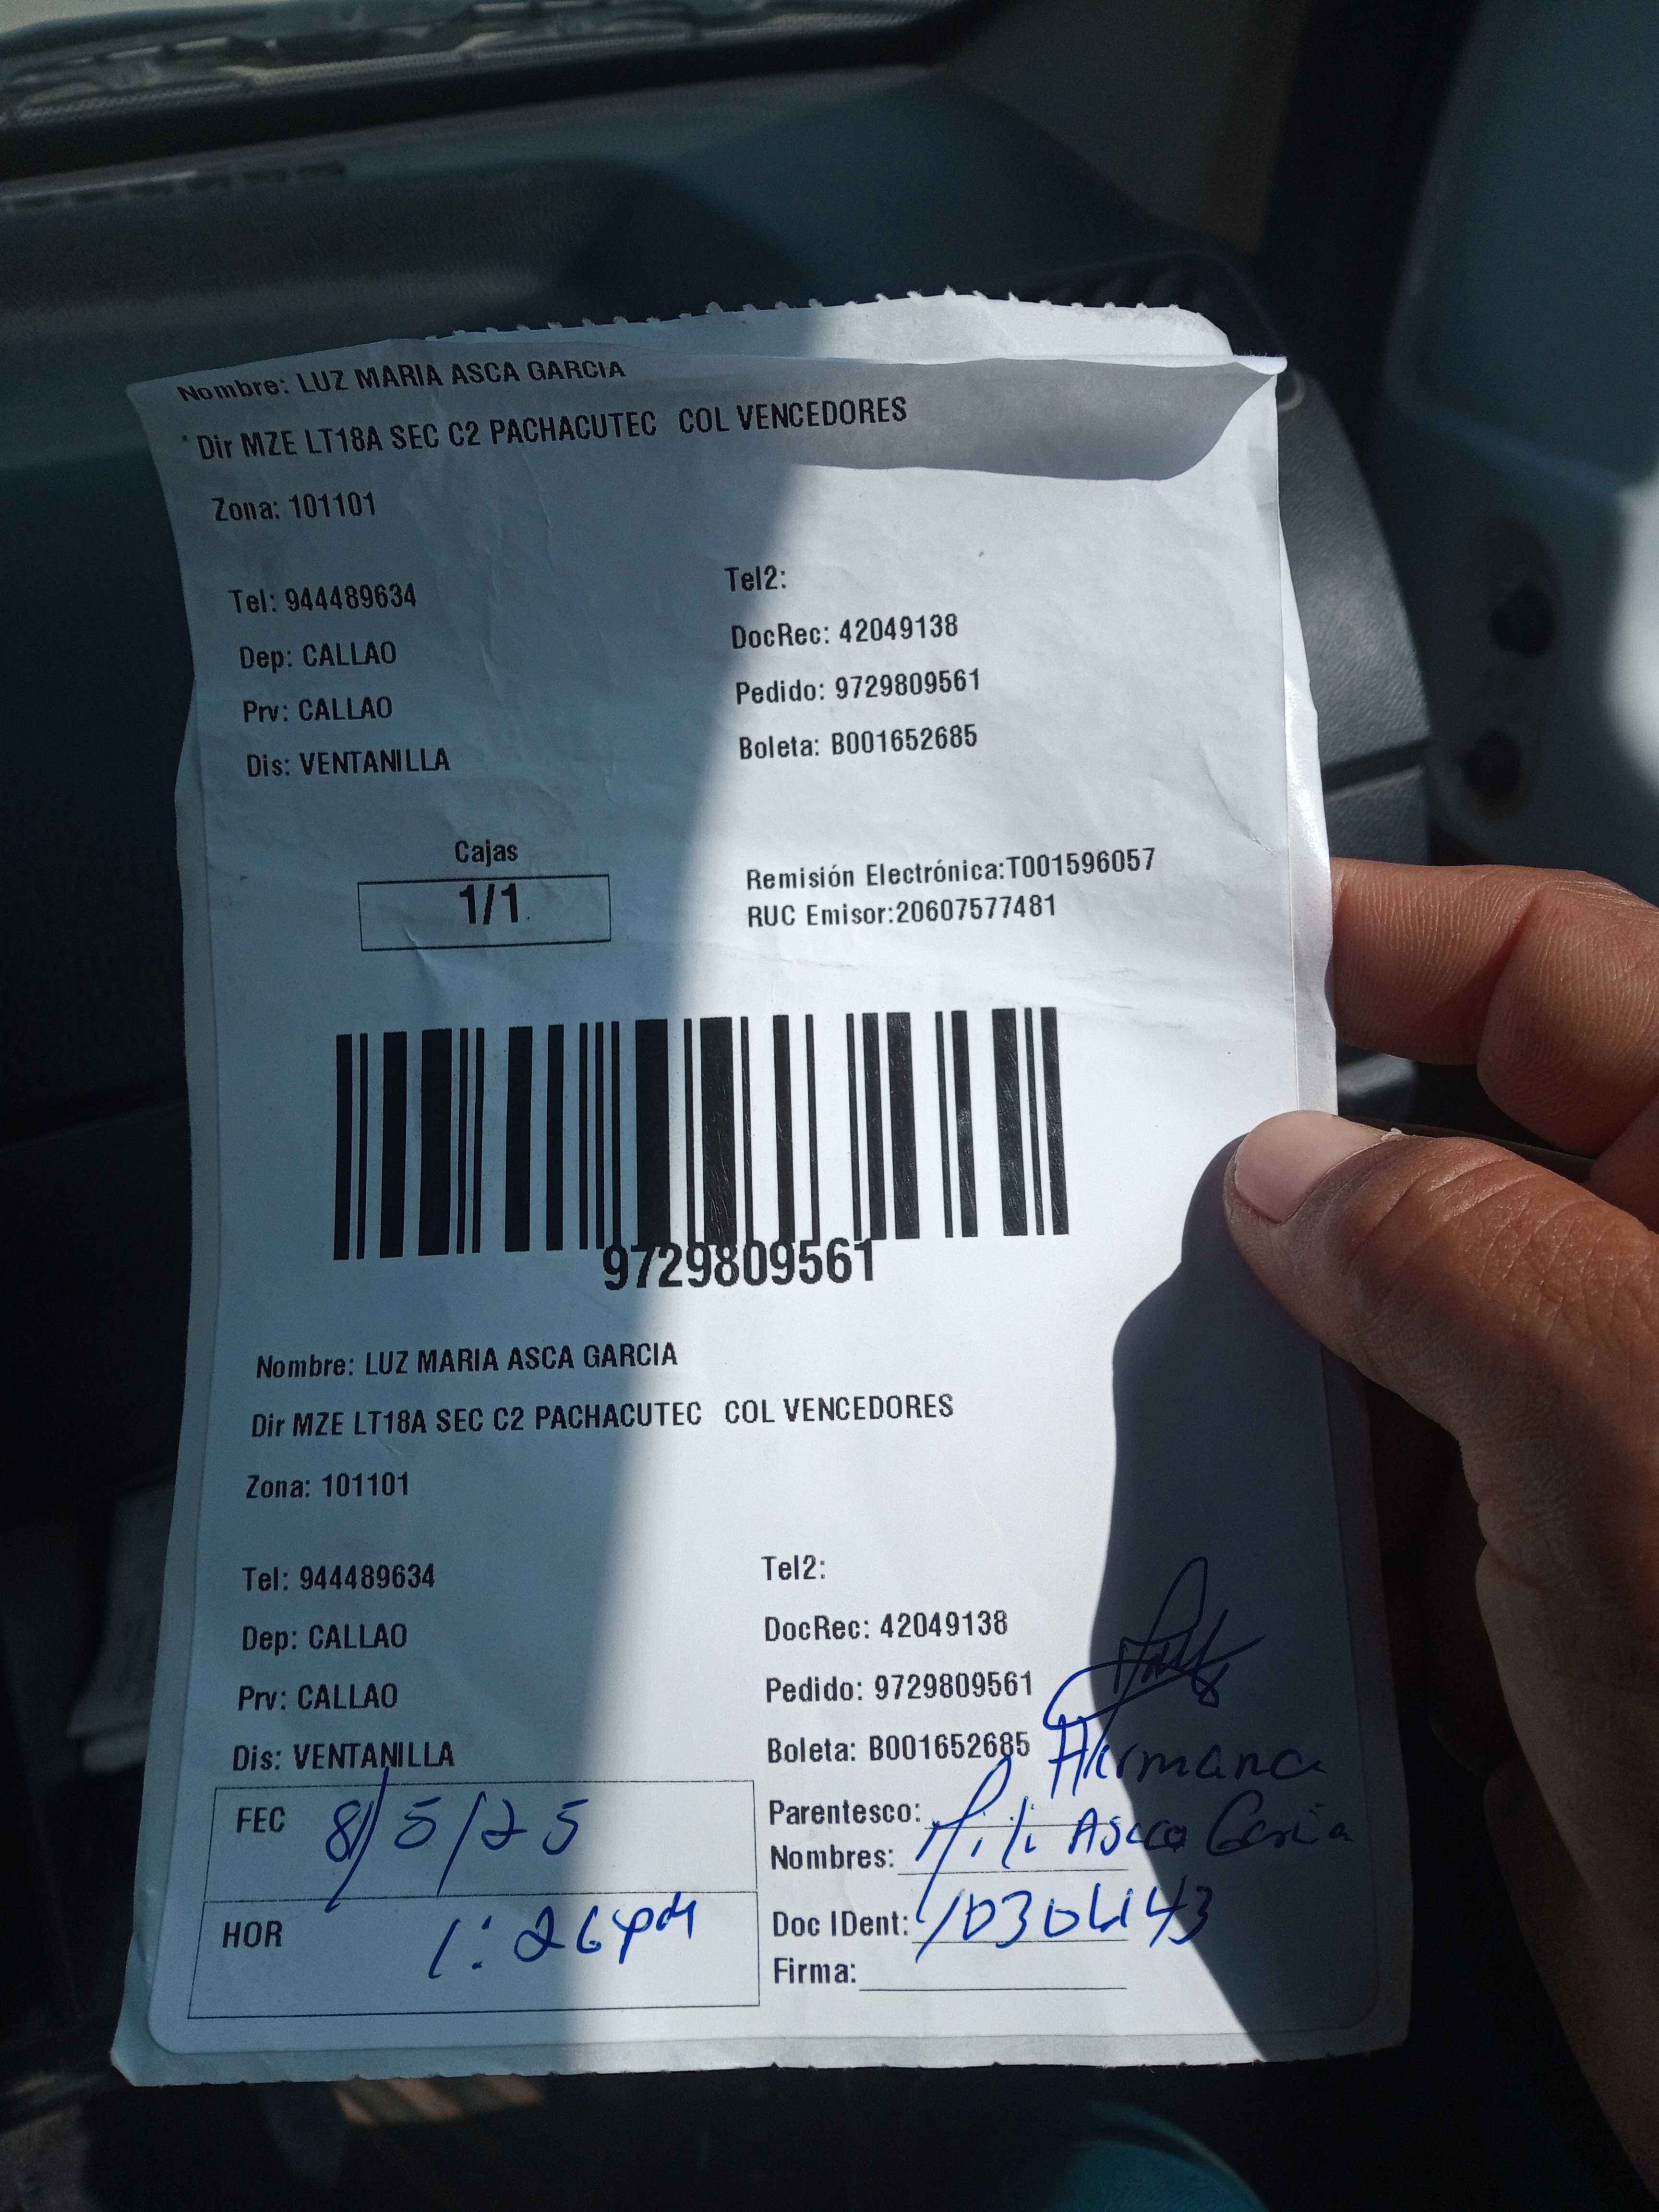 Nombre: LUZ MARIA ASCA GARCIA
Dir MZE LT18A SEC C2 PACHACUTEC COL VENCEDORES
Zona: 101101
Tel: 944489634
Tel2:
Dep: CALLAO
DocRec: 42049138
Prv: CALLAO
Pedido: 9729809561
Dis: VENTANILLA
Boleta: B001652685
Cajas
1/1
Remisión Electrónica:T001596057
RUC Emisor:20607577481
9729809561
Nombre: LUZ MARIA ASCA GARCIA
Dir MZE LT18A SEC C2 PACHACUTEC COL VENCEDORES
Zona: 101101
Tel: 944489634
Tel2:
Dep: CALLAO
DocRec: 42049138
Prv: CALLAO
Pedido: 9729809561
Dis: VENTANILLA
Boleta: B001652685
FEC 8/5/25
Parentesco: Hermana
Nombres: Asca Garcia
HOR 1:26 pm
Doc IDent:
Firma: